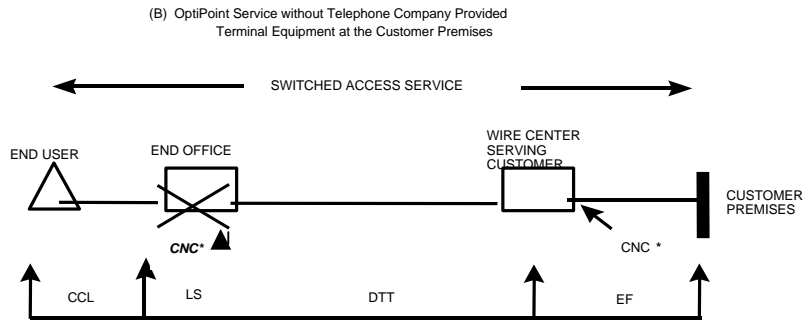 (B) OptiPoint Service without Telephone Company Provided
Terminal Equipment at the Customer Premises
SWITCHED ACCESS SERVICE
END USER
END OFFICE
WIRE CENTER
SERVING
CUSTOMER
CUSTOMER
PREMISES
CNC*
CNC *
CCL
LS
DTT
EF